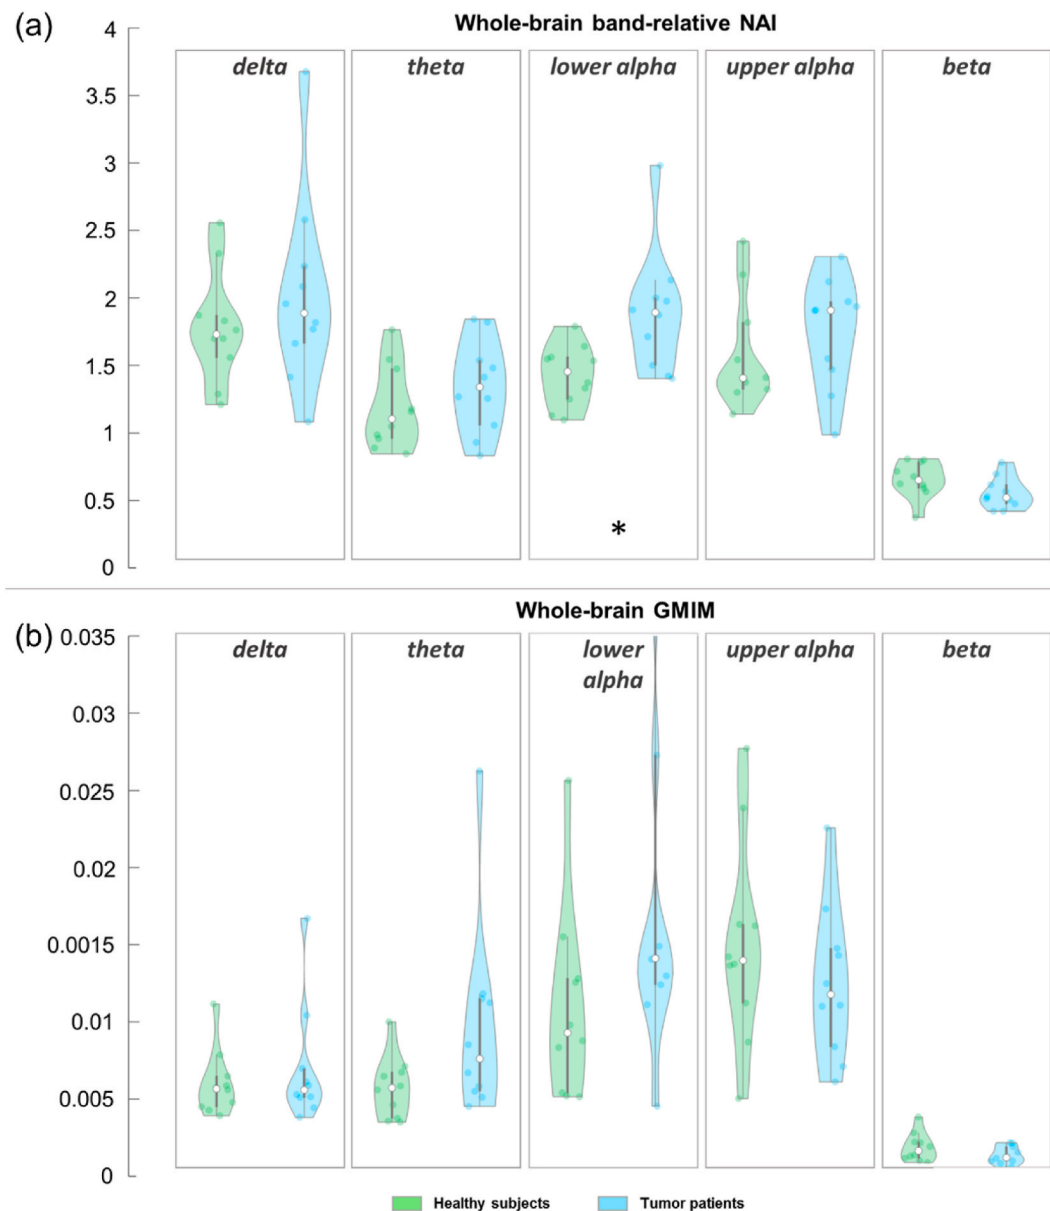 (a)
Whole-brain band-relative NAI
4
3.5
3
2.5
2
1.5
1
0.5
0
delta
theta
lower alpha
upper alpha
beta
*
(b)
Whole-brain GMIM
0.035
0.03
0.025
0.02
0.0015
0.01
0.005
0
delta
theta
lower
alpha
upper alpha
beta
Healthy subjects
Tumor patients